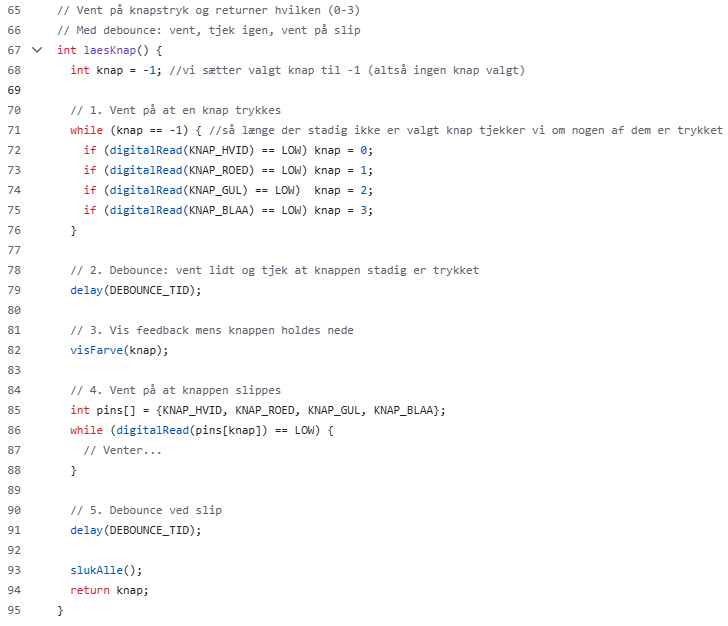 65 // Vent på knapstryk og returner hvilken (0-3)
66 // Med debounce: vent, tjek igen, vent på slip
67 int laesKnap() {
68 int knap = -1; //vi sætter valgt knap til -1 (altså ingen knap valgt)
69
70 // 1. Vent på at en knap trykkes
71 while (knap == -1) { //så længe der stadig ikke er valgt knap tjekker vi om nogen af dem er trykket
72 if (digitalRead(KNAP_HVID) == LOW) knap = 0;
73 if (digitalRead(KNAP_ROED) == LOW) knap = 1;
74 if (digitalRead(KNAP_GUL) == LOW)  knap = 2;
75 if (digitalRead(KNAP_BLAA) == LOW) knap = 3;
76 }
77
78 // 2. Debounce: vent lidt og tjek at knappen stadig er trykket
79 delay(DEBOUNCE_TID);
80
81 // 3. Vis feedback mens knappen holdes nede
82 visFarve(knap);
83
84 // 4. Vent på at knappen slippes
85 int pins[] = {KNAP_HVID, KNAP_ROED, KNAP_GUL, KNAP_BLAA};
86 while (digitalRead(pins[knap]) == LOW) {
87 // Venter...
88 }
89
90 // 5. Debounce ved slip
91 delay(DEBOUNCE_TID);
92
93 slukAlle();
94 return knap;
95 }